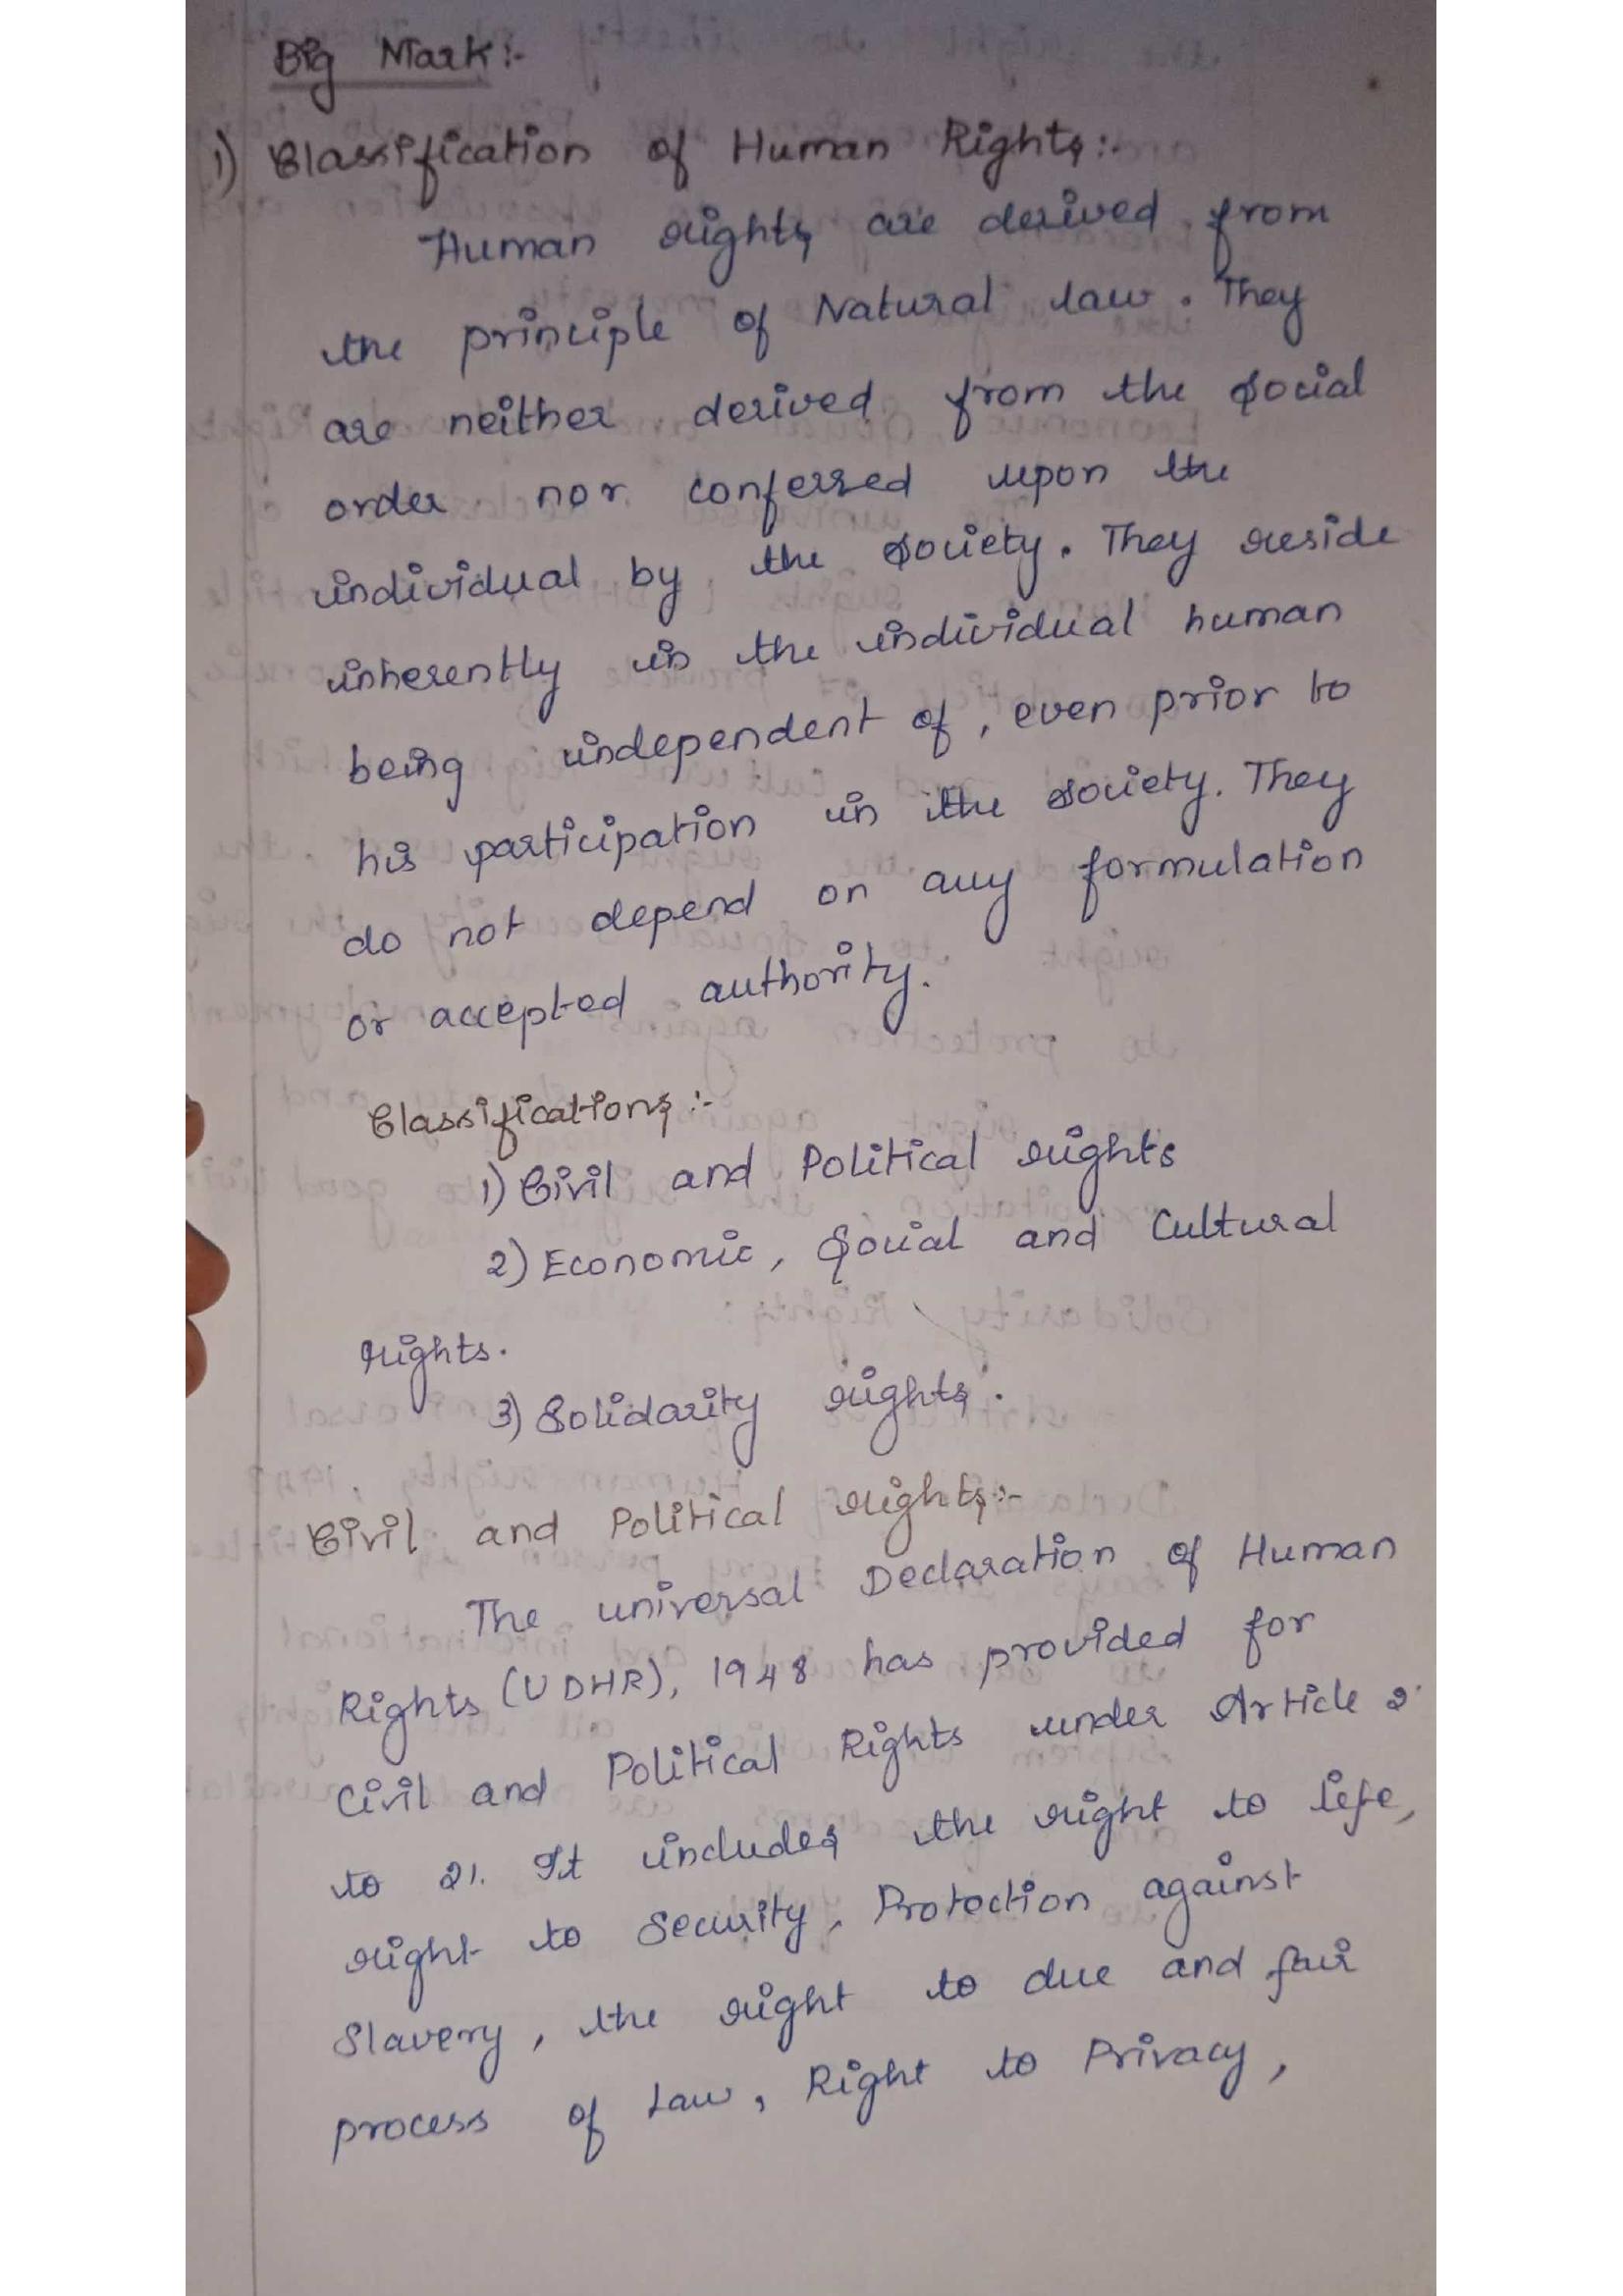 Big Mark:-
1) Classification of Human Rights:-
Human rights are derived from
the principle of Natural law. They
are neither derived from the social
order nor conferred upon the
individual by the society. They reside
inherently in the individual human
being independent of, even prior to
his participation in the society. They
do not depend on any formulation
or accepted authority.
Classifications:-
1) Civil and Political rights
2) Economic, Social and Cultural
rights.
3) Solidarity rights.
Civil and Political rights:-
The universal Declaration of Human
Rights (UDHR), 1948 has provided for
Civil and Political Rights under Article 2
to 21. It includes the right to life,
right to Security, Protection against
Slavery, the right to due and fair
process of Law, Right to Privacy,